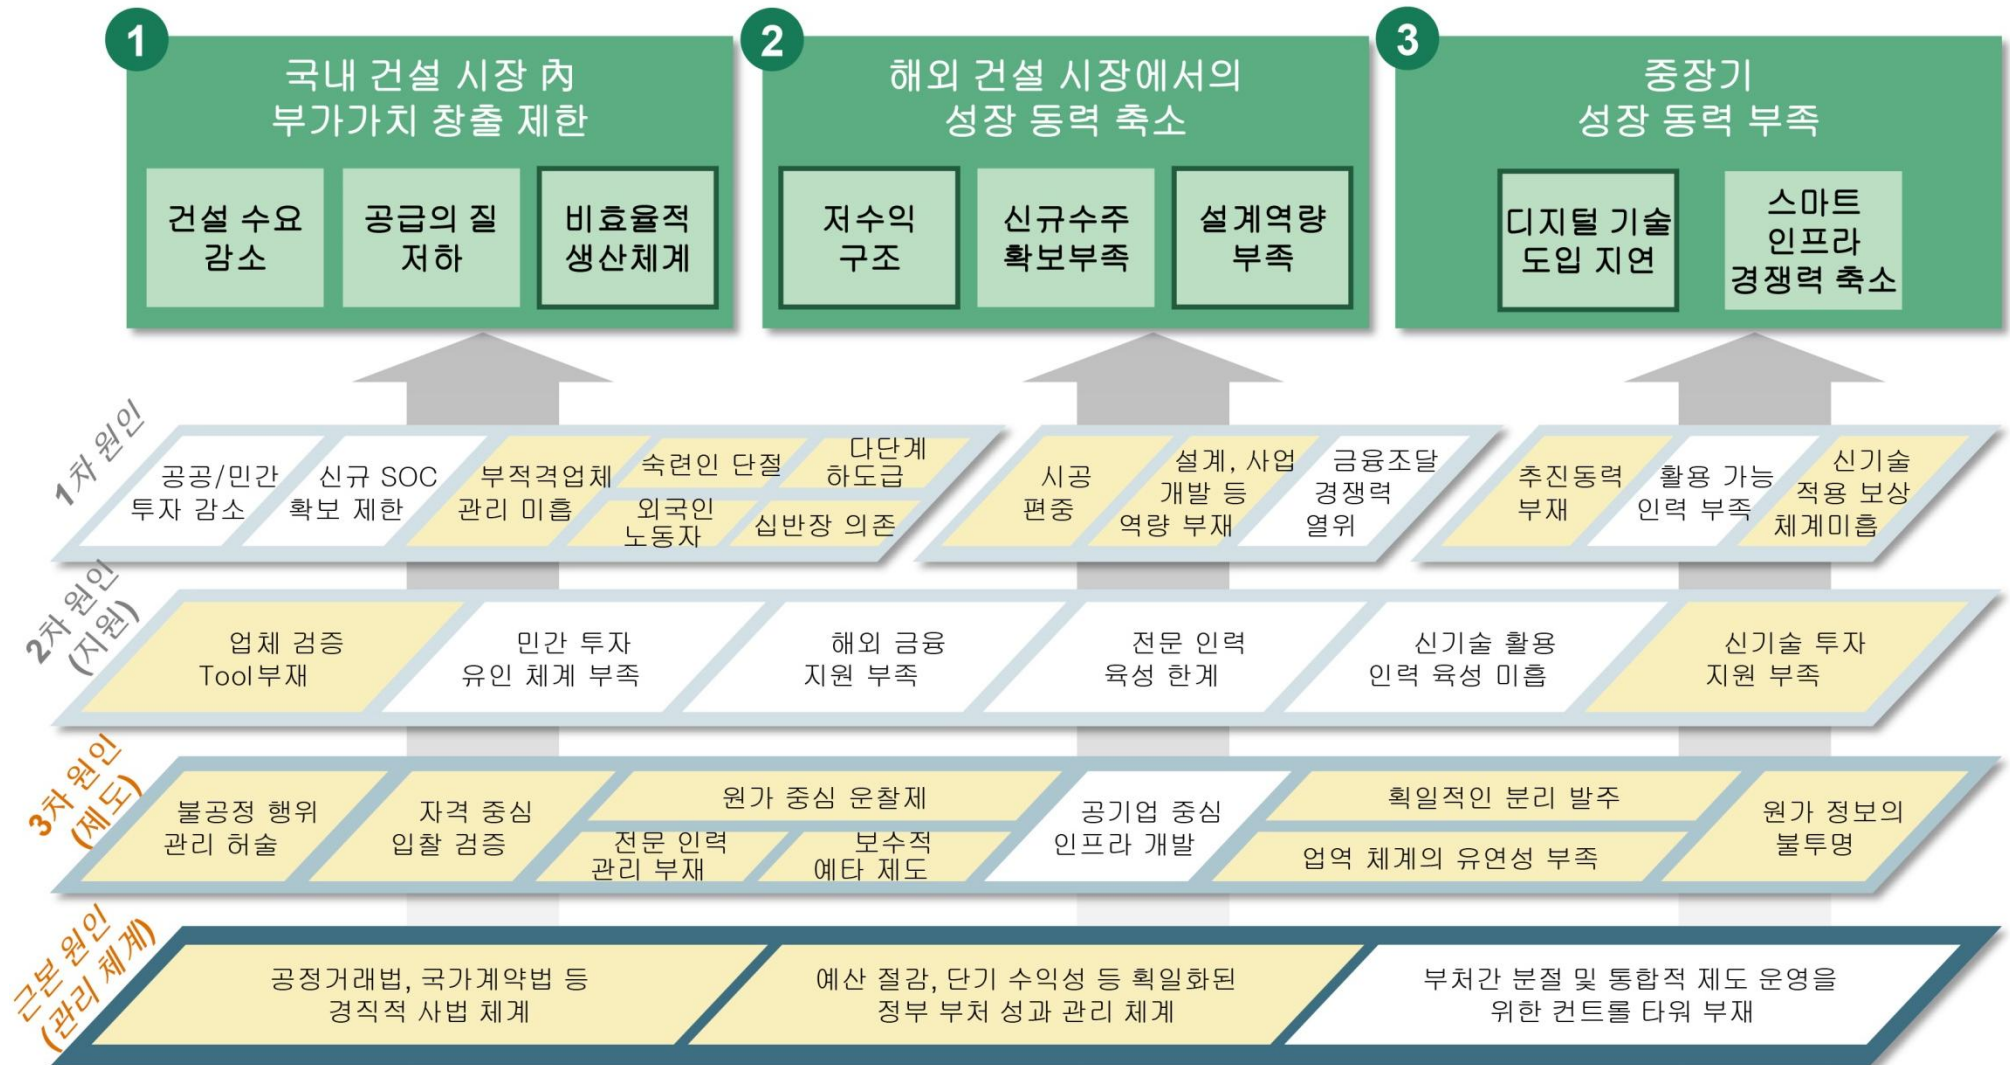 1
국내 건설 시장 內
부가가치 창출 제한
건설 수요
감소
공급의 질
저하
비효율적
생산체계
2
해외 건설 시장에서의
성장 동력 축소
저수익
구조
신규수주
확보부족
설계역량
부족
3
중장기
성장 동력 부족
디지털 기술
도입 지연
스마트
인프라
경쟁력 축소
1차 원인
공공/민간
투자 감소
신규 SOC
확보 제한
부적격업체
관리 미흡
숙련인 단절
다단계
하도급
외국인
노동자
십반장 의존
시공
편중
설계, 사업
개발 등
역량 부재
금융조달
경쟁력
열위
추진동력
부재
활용 가능
인력 부족
신기술
적용 보상
체계미흡
2차 원인
(지원)
업체 검증
Tool부재
민간 투자
유인 체계 부족
해외 금융
지원 부족
전문 인력
육성 한계
신기술 활용
인력 육성 미흡
신기술 투자
지원 부족
3차 원인
(제도)
불공정 행위
관리 허술
자격 중심
입찰 검증
원가 중심 운찰제
전문 인력
관리 부재
보수적
예타 제도
공기업 중심
인프라 개발
획일적인 분리 발주
업역 체계의 유연성 부족
원가 정보의
불투명
근본 원인
(관리 체계)
공정거래법, 국가계약법 등
경직적 사법 체계
예산 절감, 단기 수익성 등 획일화된
정부 부처 성과 관리 체계
부처간 분절 및 통합적 제도 운영을
위한 컨트롤 타워 부재